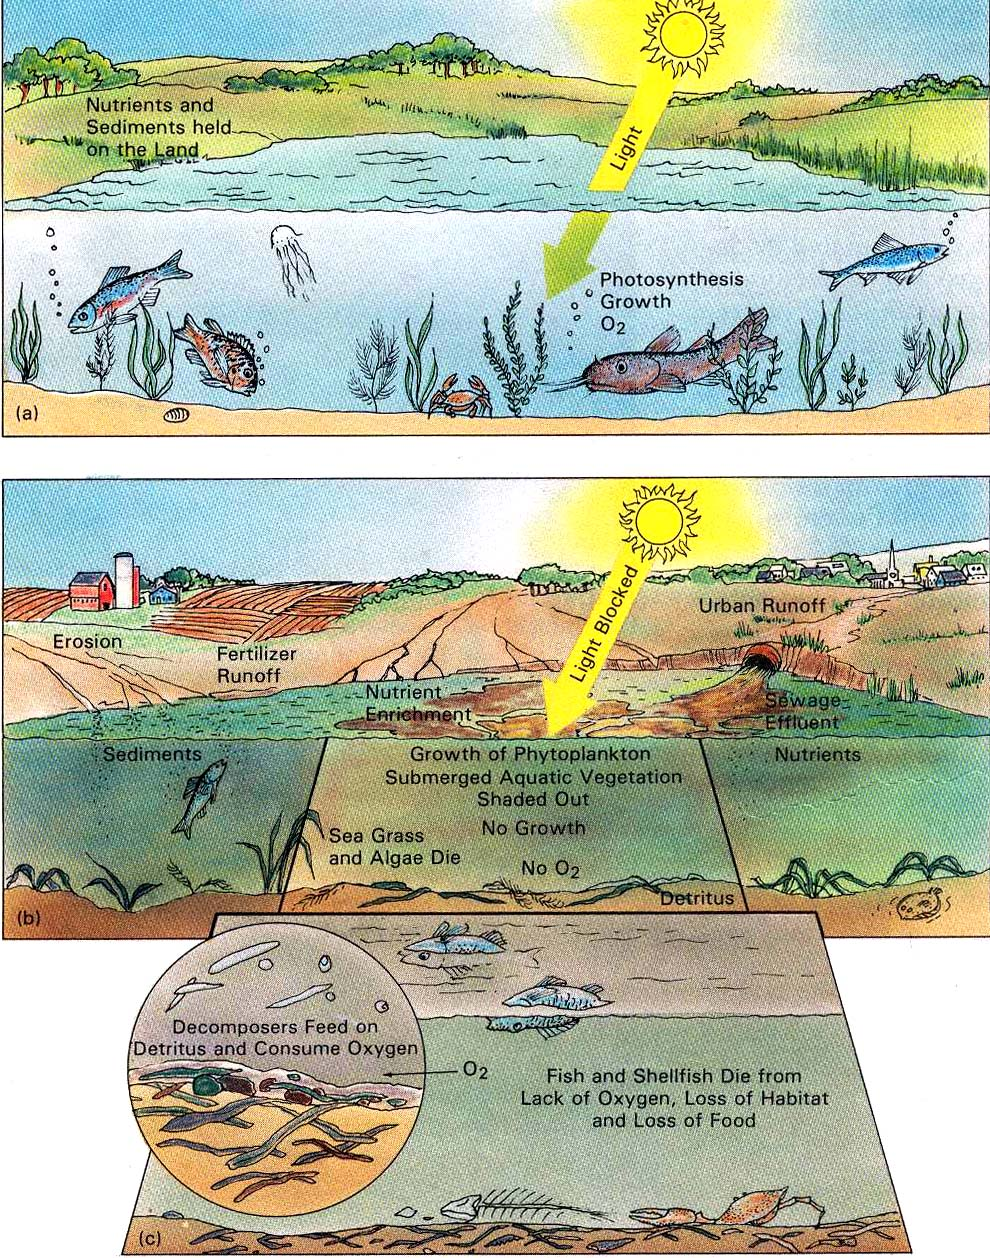 Nutrients and
Sediments held
on the Land
Light
Photosynthesis
Growth
O2
(a)
Urban Runoff
Erosion
Fertilizer
Runoff
Light Blocked
Nutrient
Enrichment
Sewage
Effluent
Sediments
Growth of Phytoplankton
Submerged Aquatic Vegetation
Shaded Out
Nutrients
No Growth
Sea Grass
and Algae Die
No O2
Detritus
(b)
Decomposers Feed on
Detritus and Consume Oxygen
O2
Fish and Shellfish Die from
Lack of Oxygen, Loss of Habitat
and Loss of Food
(c)